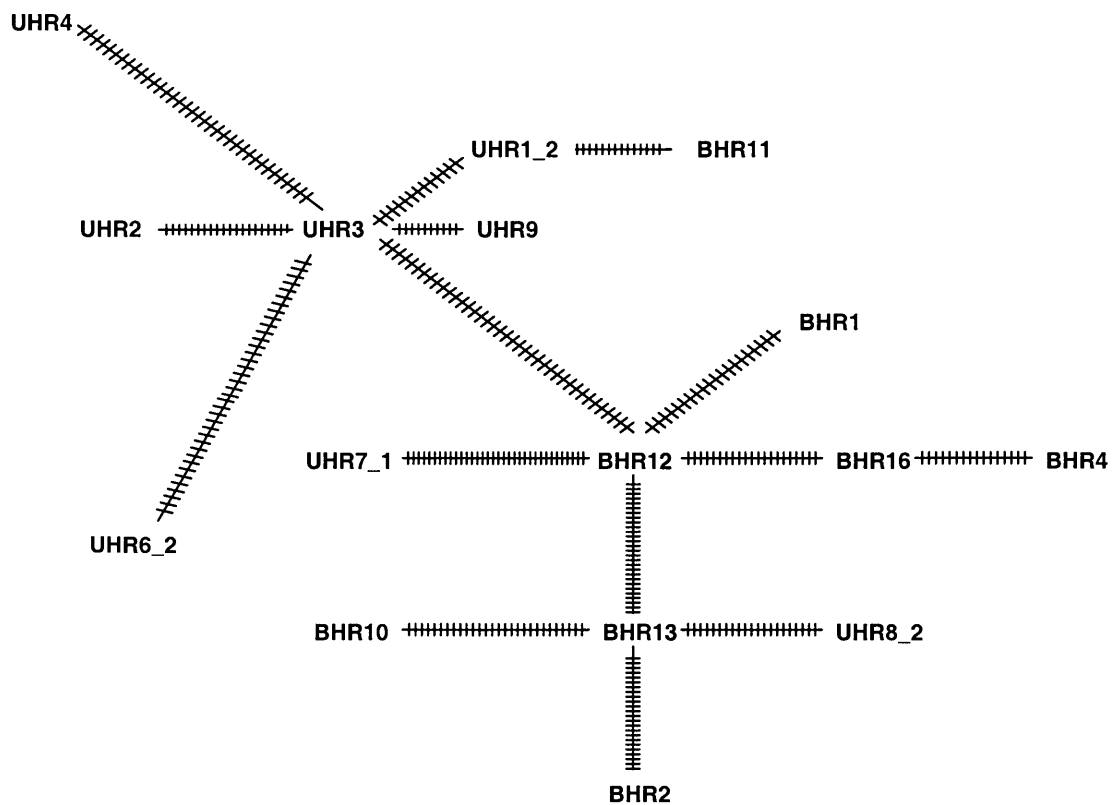 UHR4
UHR1_2 BHR11
UHR2 UHR3 UHR9
BHR1
UHR7_1 BHR12 BHR16 BHR4
UHR6_2
BHR10 BHR13 UHR8_2
BHR2